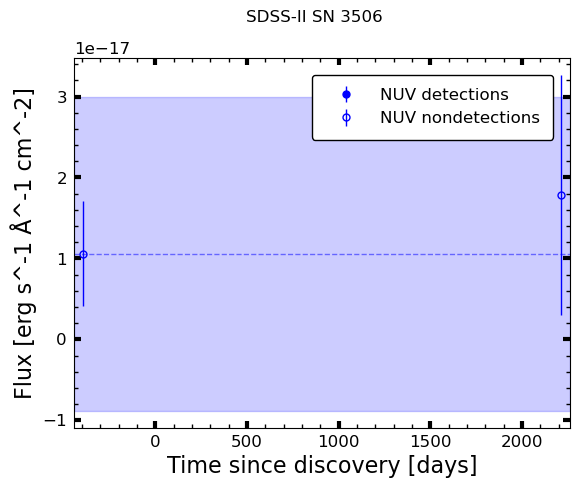 SDSS-II SN 3506
1e−17
NUV detections
NUV nondetections
3
2
1
0
−1
Flux [erg s^-1 Å^-1 cm^-2]
0 500 1000 1500 2000
Time since discovery [days]